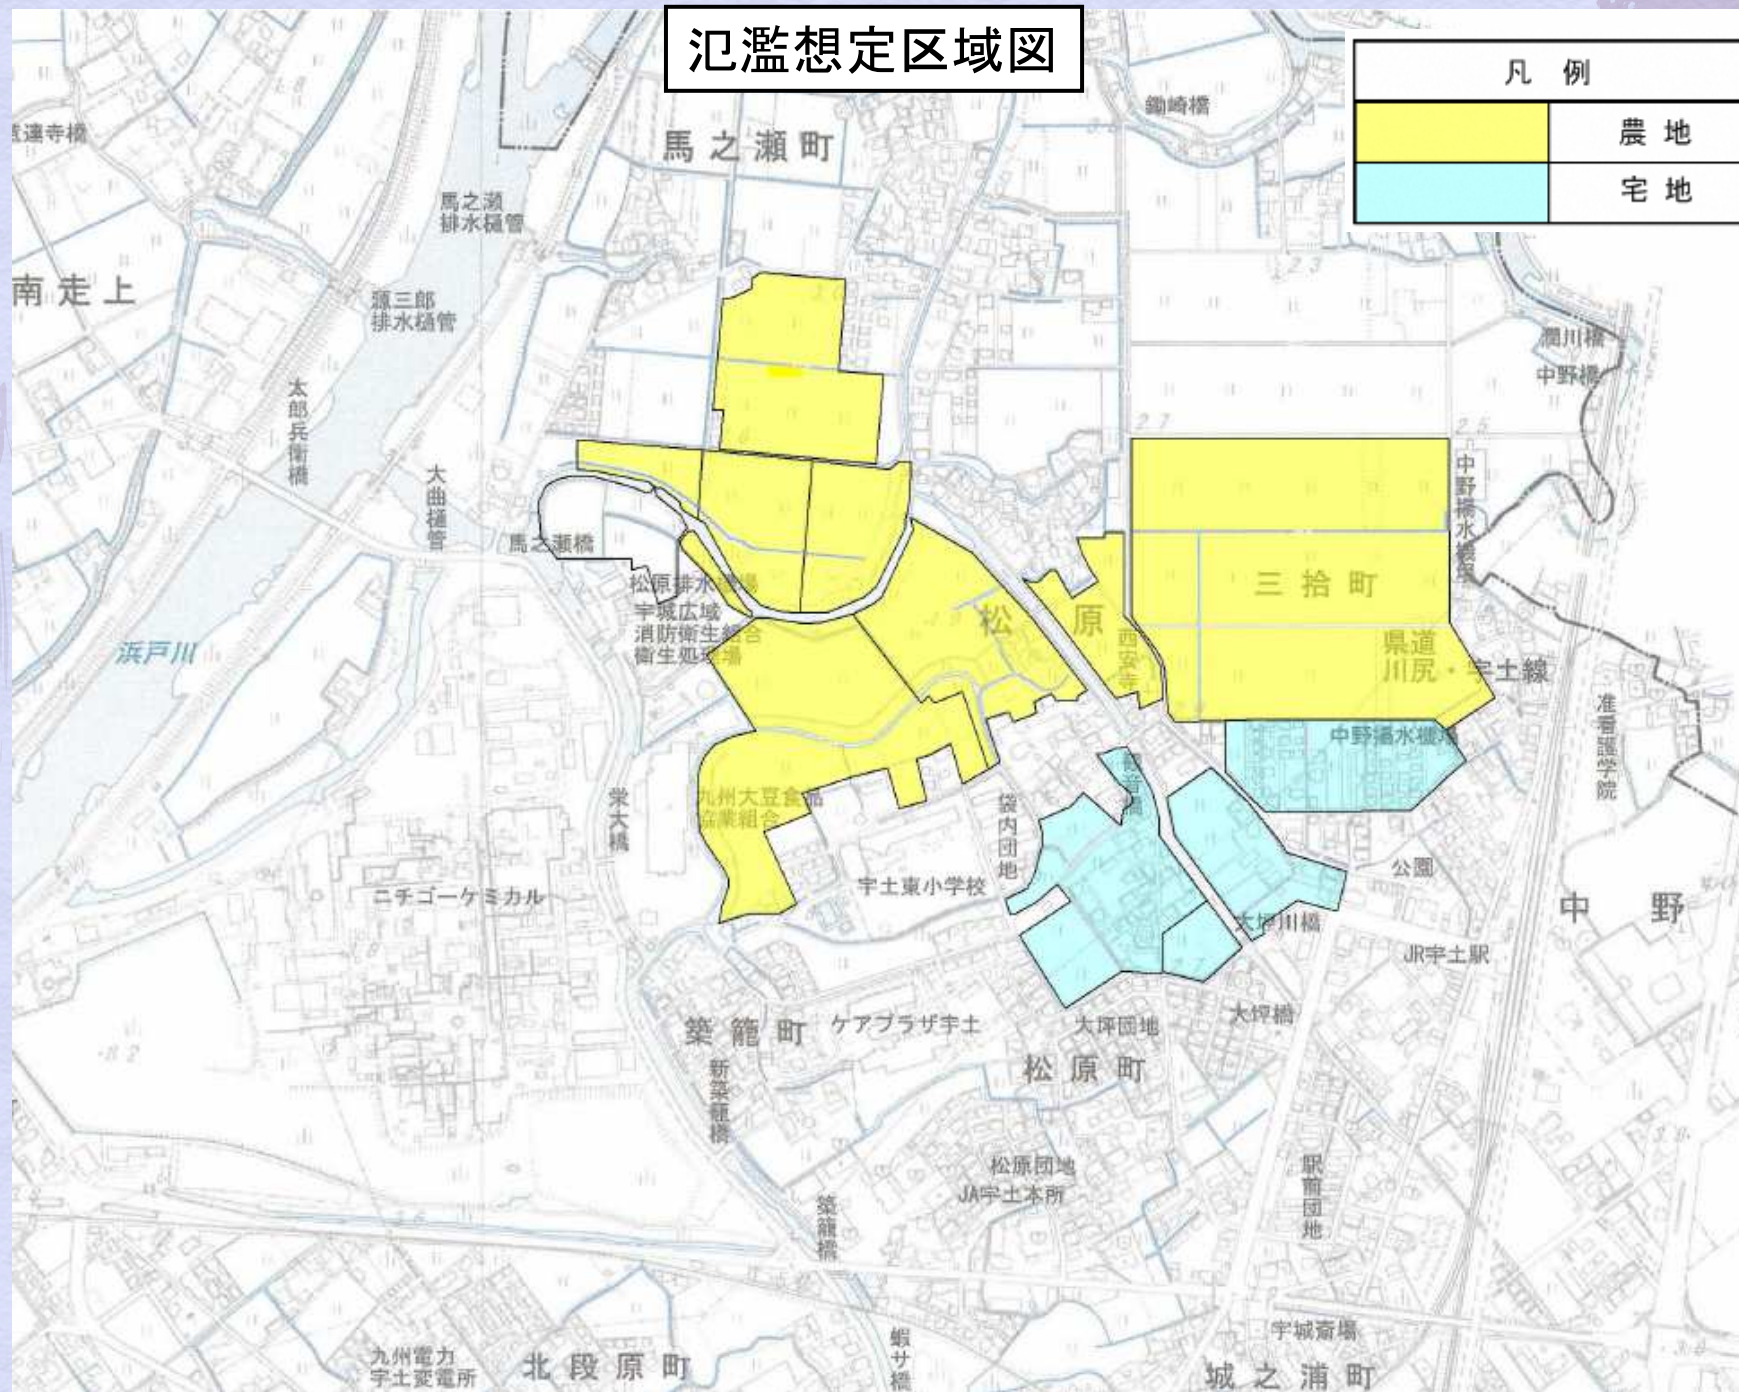 氾濫想定区域図
凡 例
農 地
宅 地
鋤崎橋
馬之瀬町
馬之瀬
排水樋管
南走上
源三郎
排水樋管
潤川橋
中野橋
太郎兵衛橋
大曲樋管
馬之瀬橋
中野揚水機場
三拾町
松原排水機場
宇城広域
消防衛生組合
衛生処理場
松 原
西安寺
浜戸川
県道
川尻・宇土線
准看護学院
中野揚水機場
観音橋
栄大橋
九州大豆食品
協業組合
袋内団地
ニチゴーケミカル
宇土東小学校
公園
中 野
大坪川橋
JR宇土駅
築籠町
ケアプラザ宇土
大坪団地
大坪橋
松原町
新築籠橋
松原団地
JA宇土本所
駅前団地
築籠橋
宇城斎場
九州電力
宇土変電所
北段原町
蝦サ橋
城之浦町